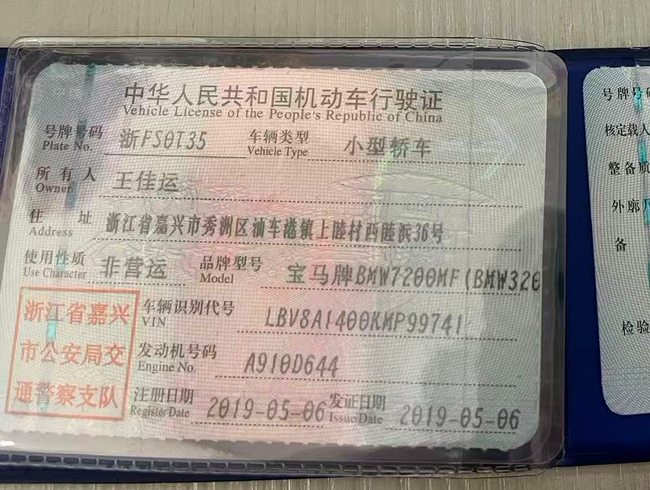 中华人民共和国机动车行驶证
Vehicle License of the People's Republic of China
号牌号码 浙FS0T35 车辆类型 小型轿车
Plate No. Vehicle Type
所有人 王佳运
Owner
住址 浙江省嘉兴市秀洲区油车港镇上睦村西陡浜36号
Address
使用性质 非营运 品牌型号 宝马牌BMW7200MF(BMW320
Use Character Model
浙江省嘉兴
市公安局交
通警察支队
车辆识别代号 LBV8A1400KMP99741
VIN
发动机号码 A910D644
Engine No.
注册日期 2019-05-06 发证日期 2019-05-06
Register Date Issue Date
号牌号
核定载人
整备质
外廓尺
备
检验